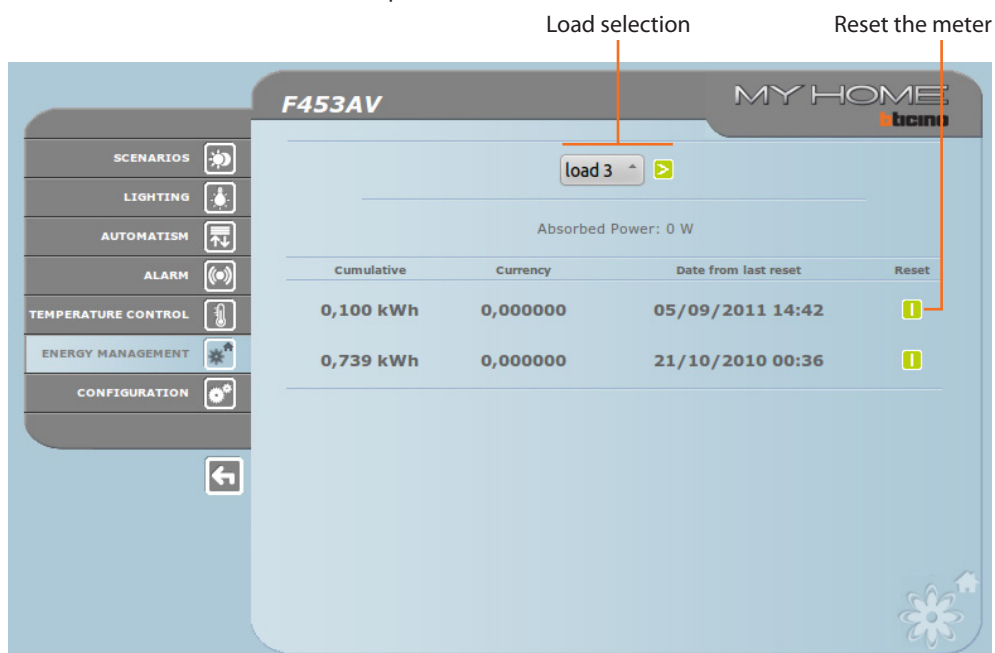 Load selection Reset the meter
F453AV MY HOME
bticino
SCENARIOS
LIGHTING
AUTOMATISM
ALARM
TEMPERATURE CONTROL
ENERGY MANAGEMENT
CONFIGURATION
load 3
Absorbed Power: 0 W
Cumulative Currency Date from last reset Reset
0,100 kWh 0,000000 05/09/2011 14:42
0,739 kWh 0,000000 21/10/2010 00:36